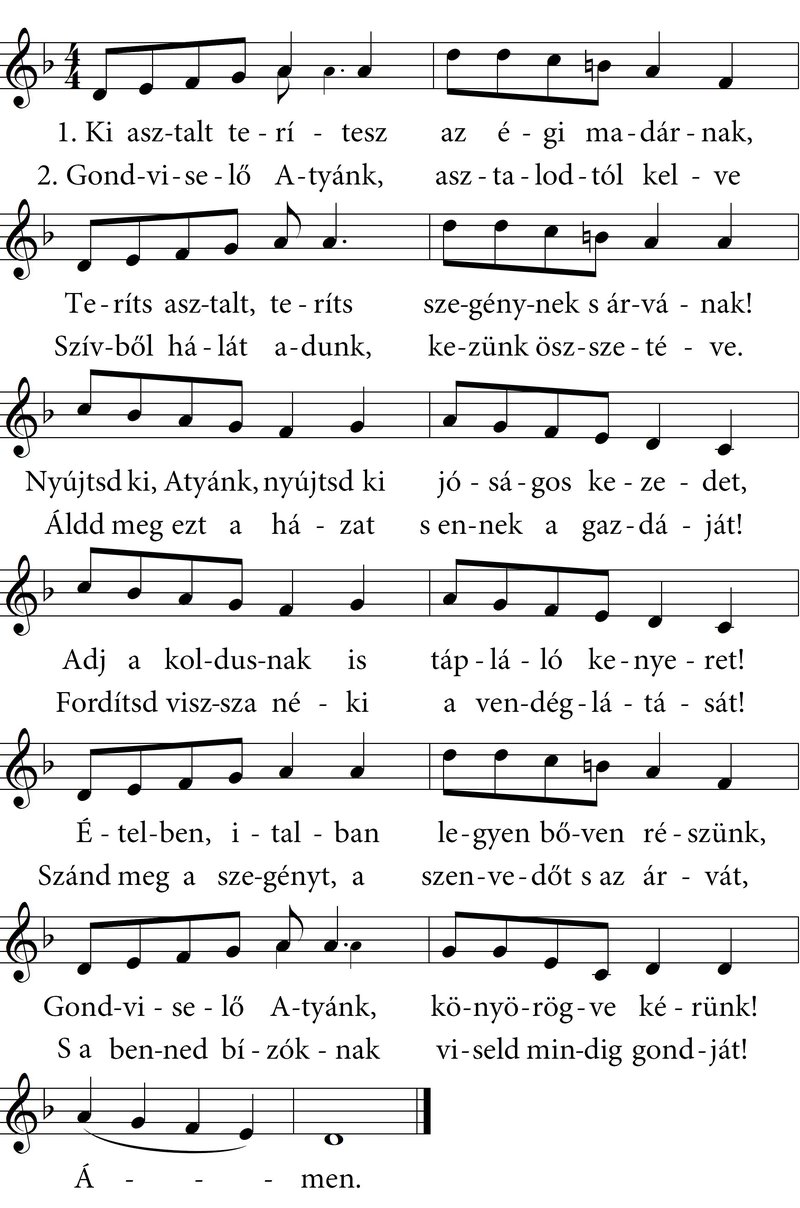 4
4
1. Ki asz-talt te - rí - tesz az é - gi ma - dár - nak,
2. Gond-vi - se - lő A-tyánk, asz - ta - lod - tól kel - ve
Te - ríts asz-talt, te - ríts sze-gény-nek s ár-vá - nak!
Szív-ből há - lát a-dunk, ke-zünk ösz-sze - té - ve.
Nyújtsd ki, Atyánk, nyújtsd ki jó - sá - gos ke - ze - det,
Áldd meg ezt a há - zat s en-nek a gaz-dá - ját!
Adj a kol-dus-nak is táp - lá - ló ke - nye - ret!
Fordítsd visz-sza né - ki a ven-dég-lá - tá - sát!
É - tel-ben, i - tal - ban le-gyen bő-ven ré - szünk,
Szánd meg a sze-gényt, a szen-ve-dőt s az ár - vát,
Gond-vi - se - lő A-tyánk, kö-nyö-rög-ve ké - rünk!
S a ben-ned bí - zók - nak vi-seld min-dig gond-ját!
Á - - - men.